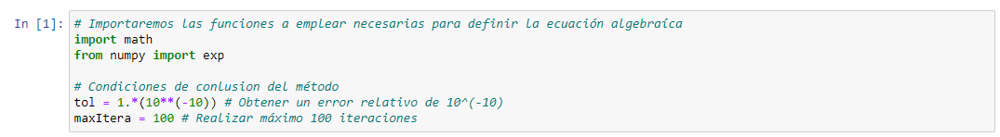 In [1]: # Importaremos las funciones a emplear necesarias para definir la ecuación algebraíca
import math
from numpy import exp
# Condiciones de conlusion del método
tol = 1.*(10**(-10)) # Obtener un error relativo de 10^(-10)
maxItera = 100 # Realizar máximo 100 iteraciones